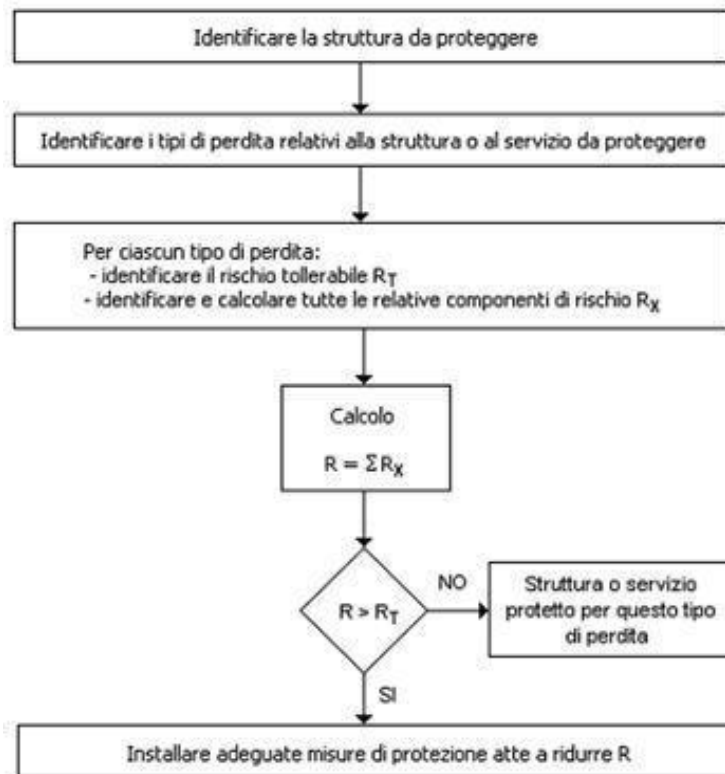 Identificare la struttura da proteggere
Identificare i tipi di perdita relativi alla struttura o al servizio da proteggere
Per ciascun tipo di perdita:
- identificare il rischio tollerabile R_T
- identificare e calcolare tutte le relative componenti di rischio R_X
Calcolo
R = ΣR_X
R > R_T
NO
Struttura o servizio
protetto per questo tipo
di perdita
SI
Installare adeguate misure di protezione atte a ridurre R